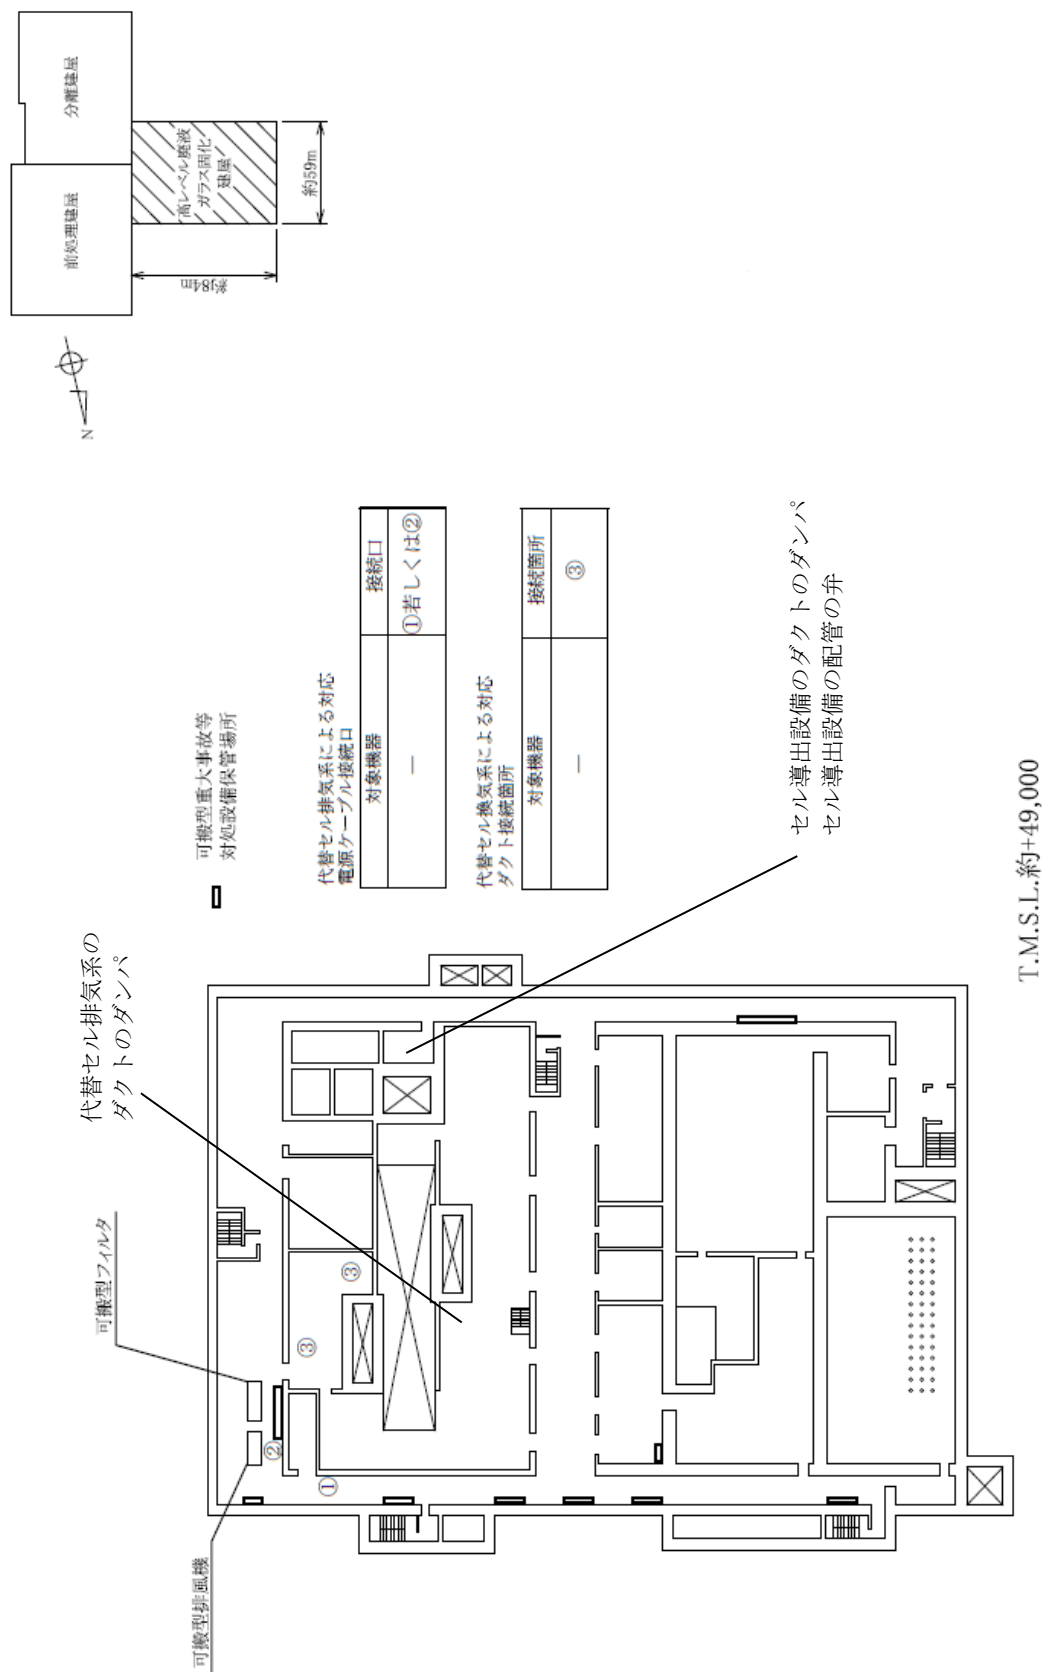 前処理建屋
分離建屋
高レベル廃液
ガラス固化
建屋
約84m
約59m
N
可搬型重大事故等
対処設備保管場所
代替セル排気系による対応
電源ケーブル接続口
対象機器
接続口
―
①若しくは②
代替セル換気系による対応
ダクト接続箇所
対象機器
接続箇所
―
③
代替セル排気系の
ダクトのダンパ
可搬型フィルタ
可搬型排風機
①
②
③
③
セル導出設備のダクトのダンパ
セル導出設備の配管の弁
T.M.S.L.約+49,000